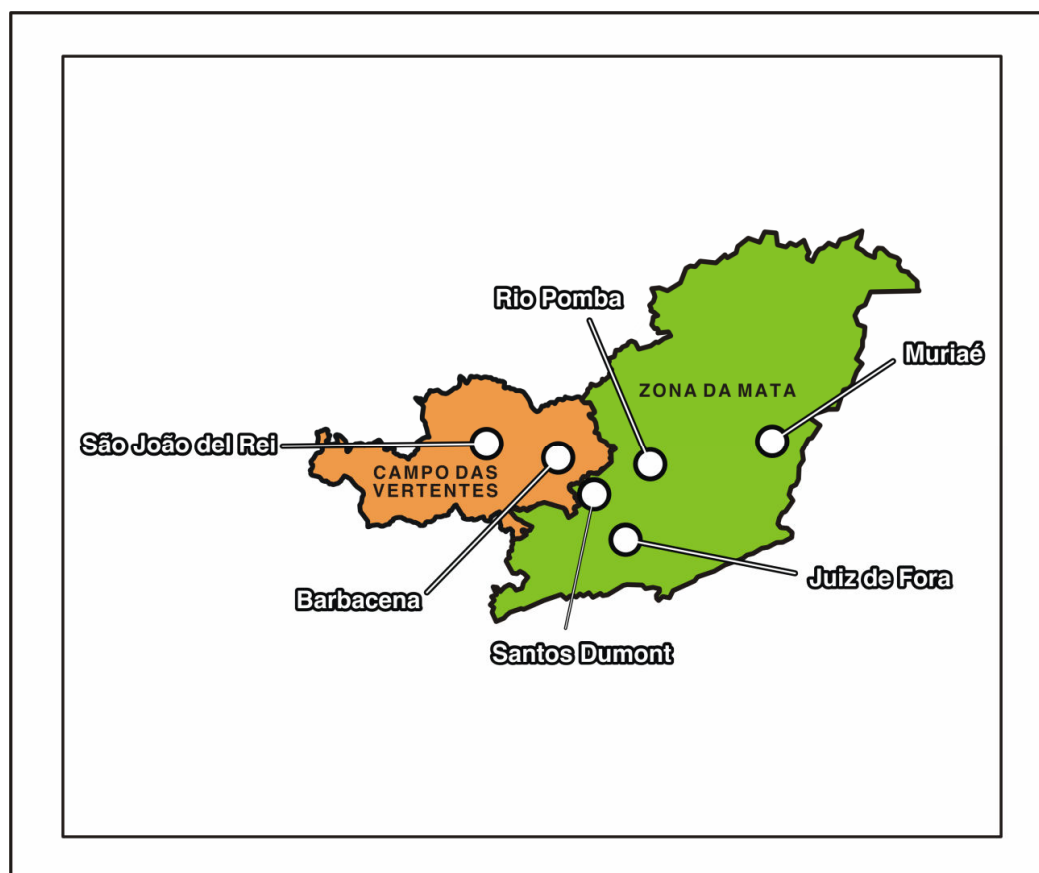 Rio Pomba
Muriaé
ZONA DA MATA
São João del Rei
CAMPO DAS
VERTENTES
Juiz de Fora
Barbacena
Santos Dumont